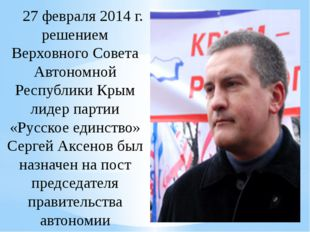 27 февраля 2014 г.
решением
Верховного Совета
Автономной
Республики Крым
лидер партии
«Русское единство»
Сергей Аксенов был
назначен на пост
председателя
правительства
автономии
КРЫМ –